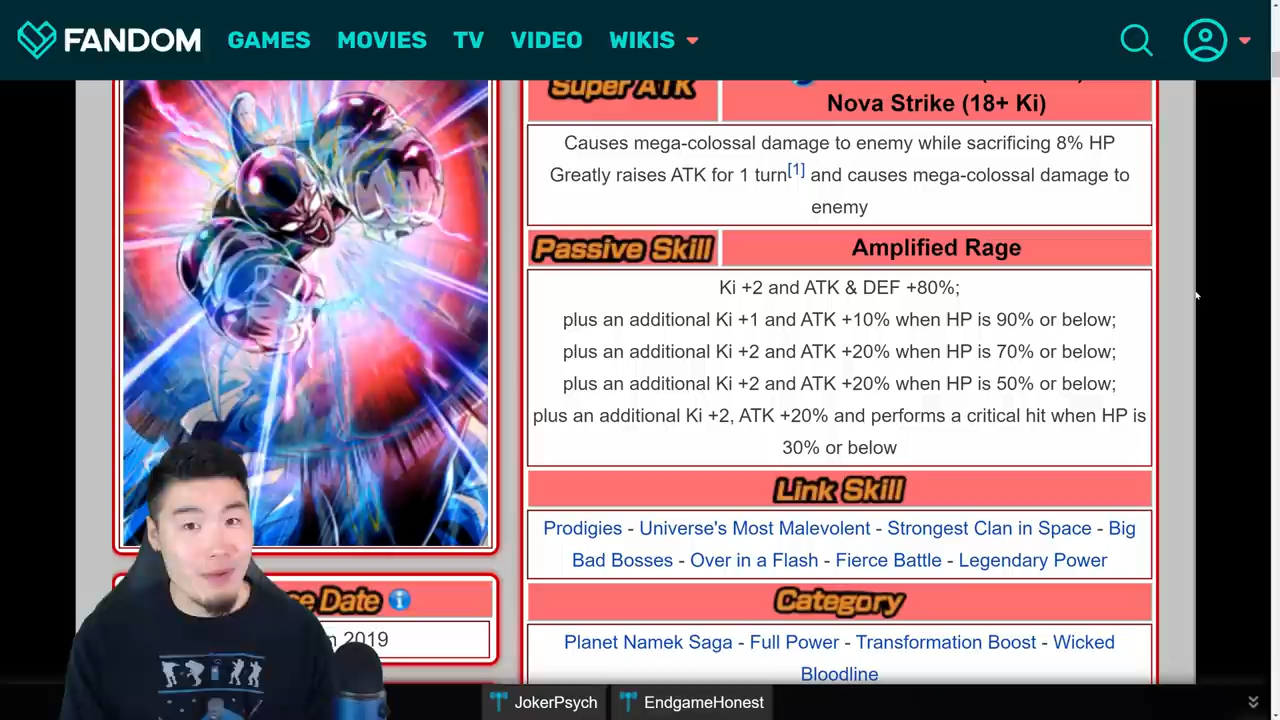 FANDOM GAMES MOVIES TV VIDEO WIKIS
Super ATK
Nova Strike (18+ Ki)
Causes mega-colossal damage to enemy while sacrificing 8% HP
Greatly raises ATK for 1 turn[1] and causes mega-colossal damage to
enemy
Passive Skill
Amplified Rage
Ki +2 and ATK & DEF +80%;
plus an additional Ki +1 and ATK +10% when HP is 90% or below;
plus an additional Ki +2 and ATK +20% when HP is 70% or below;
plus an additional Ki +2 and ATK +20% when HP is 50% or below;
plus an additional Ki +2, ATK +20% and performs a critical hit when HP is
30% or below
Link Skill
Prodigies - Universe's Most Malevolent - Strongest Clan in Space - Big
Bad Bosses - Over in a Flash - Fierce Battle - Legendary Power
Category
Planet Namek Saga - Full Power - Transformation Boost - Wicked
Bloodline
Date
2019
JokerPsych EndgameHonest